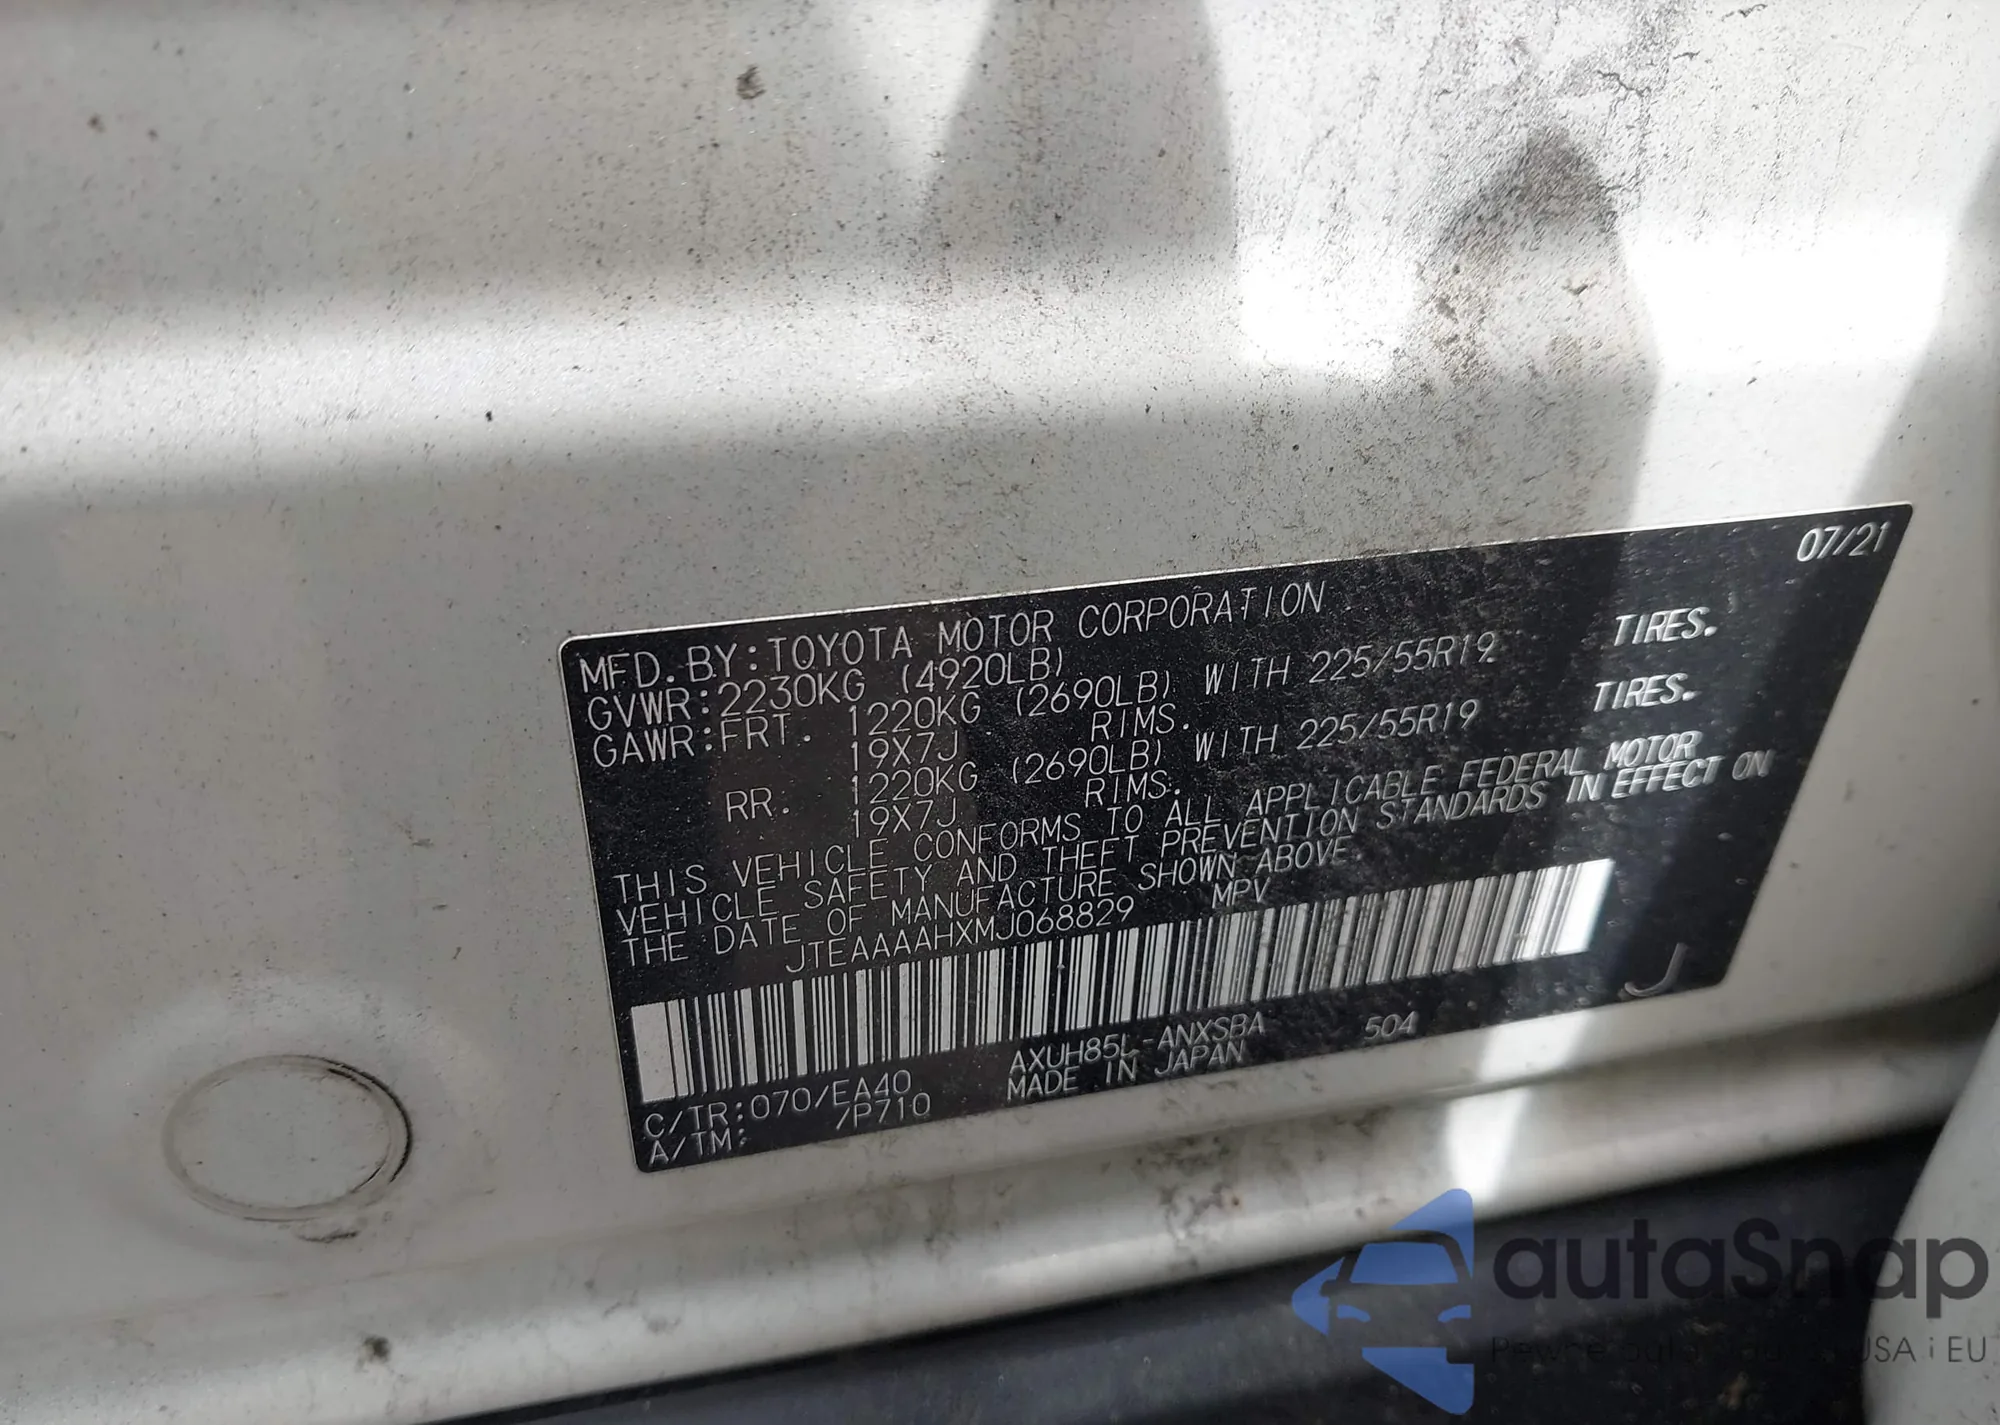 07/21
MFD. BY: TOYOTA MOTOR CORPORATION
GVWR: 2230KG (4920LB)
GAWR: FRT. 1220KG (2690LB) WITH 225/55R19 TIRES.
19X7J RIMS.
RR. 1220KG (2690LB) WITH 225/55R19 TIRES.
19X7J RIMS.
THIS VEHICLE CONFORMS TO ALL APPLICABLE FEDERAL MOTOR
VEHICLE SAFETY AND THEFT PREVENTION STANDARDS IN EFFECT ON
THE DATE OF MANUFACTURE SHOWN ABOVE.
JTEAAAAHXMJ068829 MPV
J
C/TR: 070/EA40 AXUH85L-ANXSBA 504
A/TM: /P710 MADE IN JAPAN
autaSnap
USA i EU